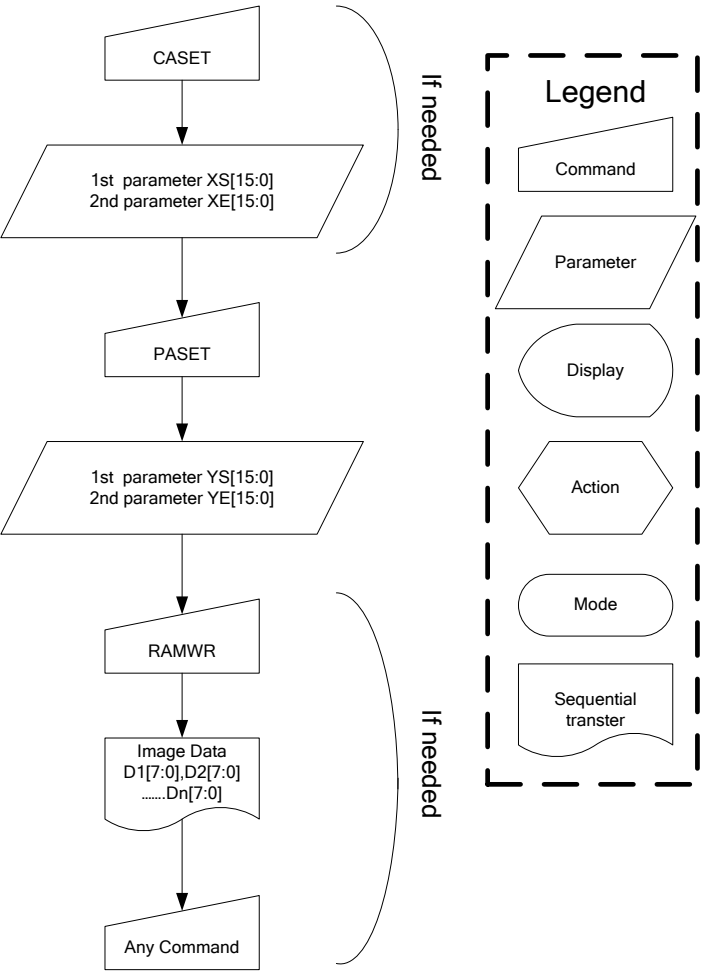 CASET
1st parameter XS[15:0]
2nd parameter XE[15:0]
If needed
PASET
1st parameter YS[15:0]
2nd parameter YE[15:0]
RAMWR
Image Data
D1[7:0],D2[7:0]
.......Dn[7:0]
Any Command
If needed
Legend
Command
Parameter
Display
Action
Mode
Sequential
transter